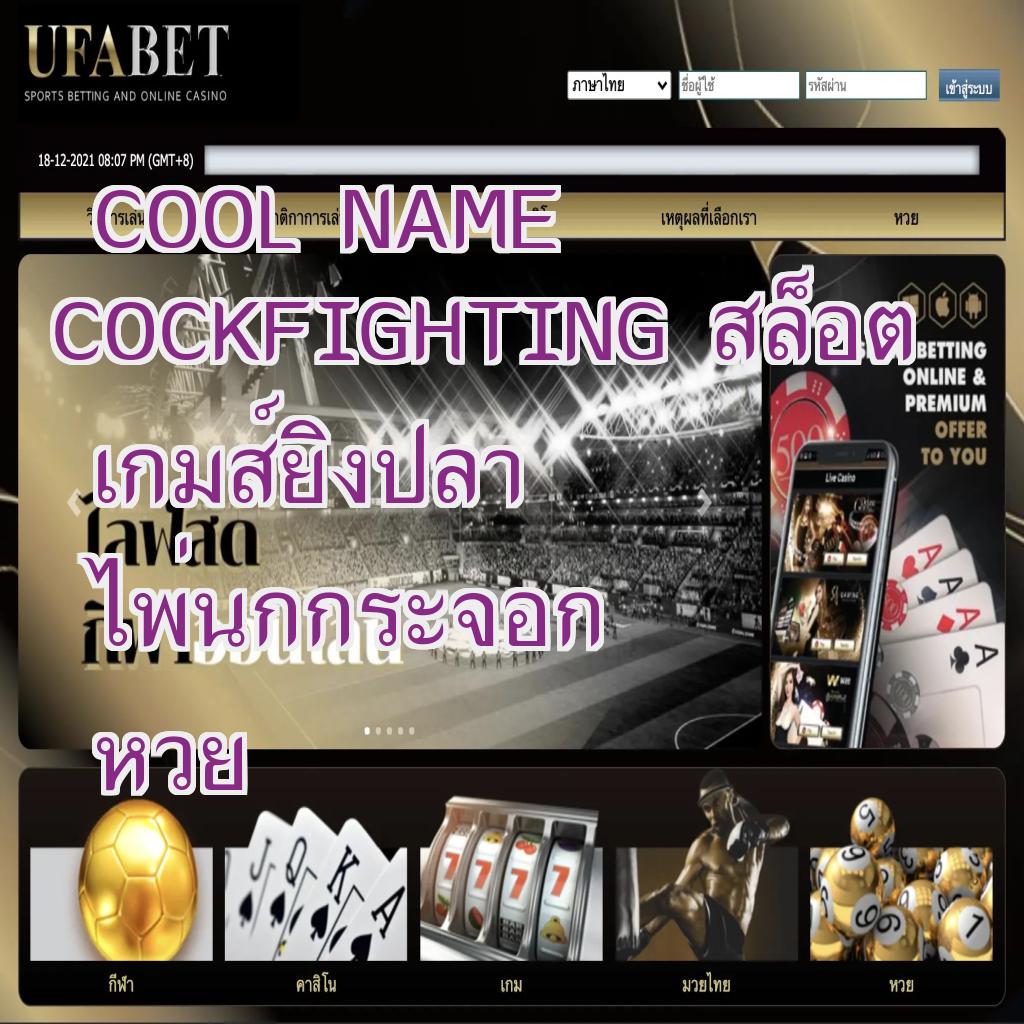 UFABET
SPORTS BETTING AND ONLINE CASINO
ภาษาไทย ชื่อผู้ใช้ รหัสผ่าน เข้าสู่ระบบ
18-12-2021 08:07 PM (GMT+8)
เหตุผลที่เลือกเรา หวย
COOL NAME
COCKFIGHTING สล็อต
เกมส์ยิงปลา
ไพ่นกกระจอก
หวย
BETTING
ONLINE &
PREMIUM
OFFER
TO YOU
Live Casino
กีฬา คาสิโน เกม มวยไทย หวย